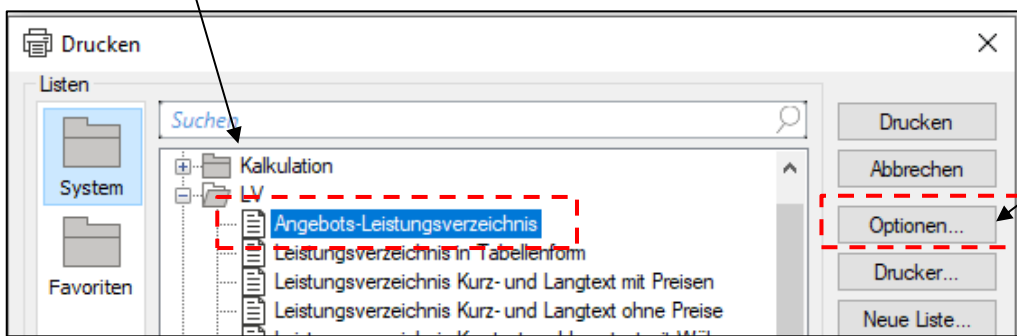 Drucken
Listen
Suchen
Drucken
Kalkulation
Abbrechen
System
LV
Angebots-Leistungsverzeichnis
Optionen...
Leistungsverzeichnis in Tabellenform
Favoriten
Leistungsverzeichnis Kurz- und Langtext mit Preisen
Drucker...
Leistungsverzeichnis Kurz- und Langtext ohne Preise
Neue Liste...